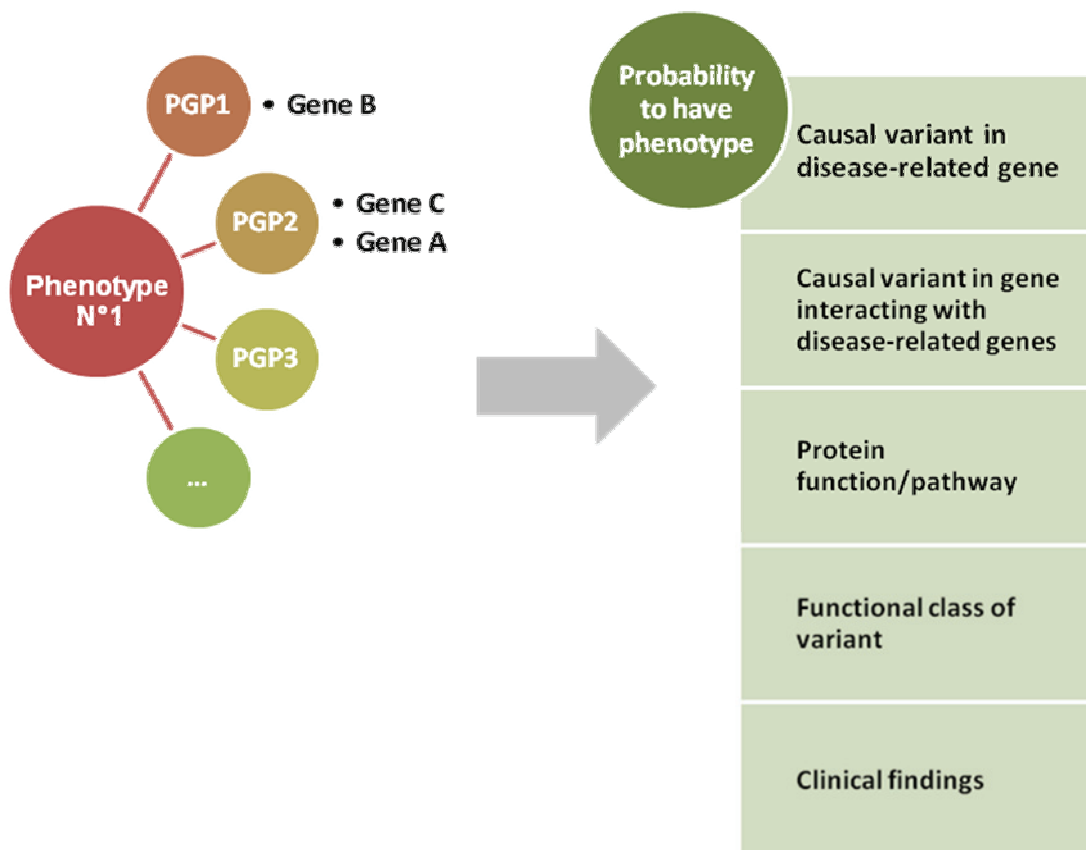 PGP1
• Gene B
PGP2
• Gene C
• Gene A
Phenotype
N°1
PGP3
...
Probability
to have
phenotype
Causal variant in
disease-related gene
Causal variant in gene
interacting with
disease-related genes
Protein
function/pathway
Functional class of
variant
Clinical findings